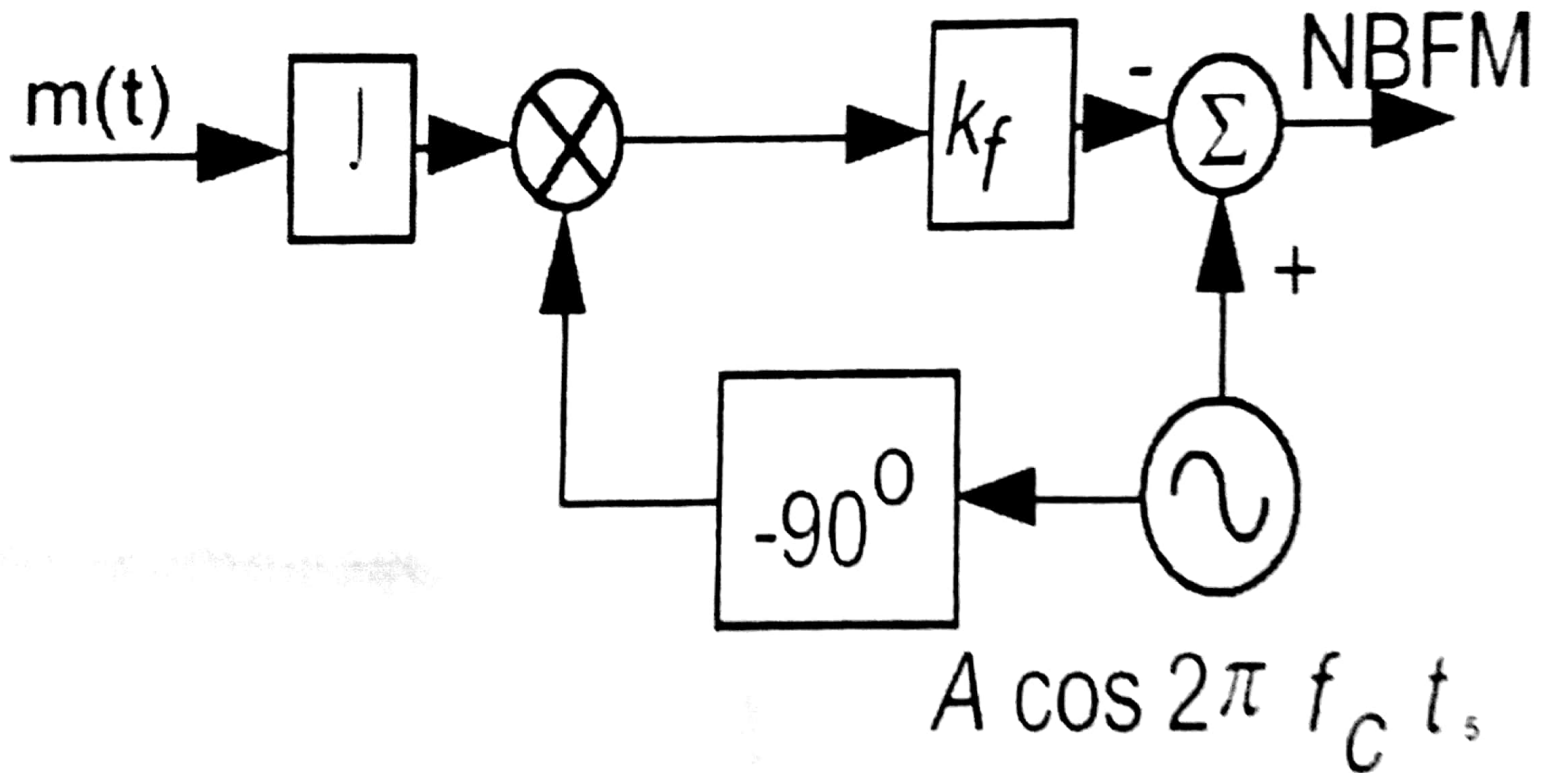 m(t)
∫
k_f
-
Σ
NBFM
+
-90°
A cos 2π f_c t